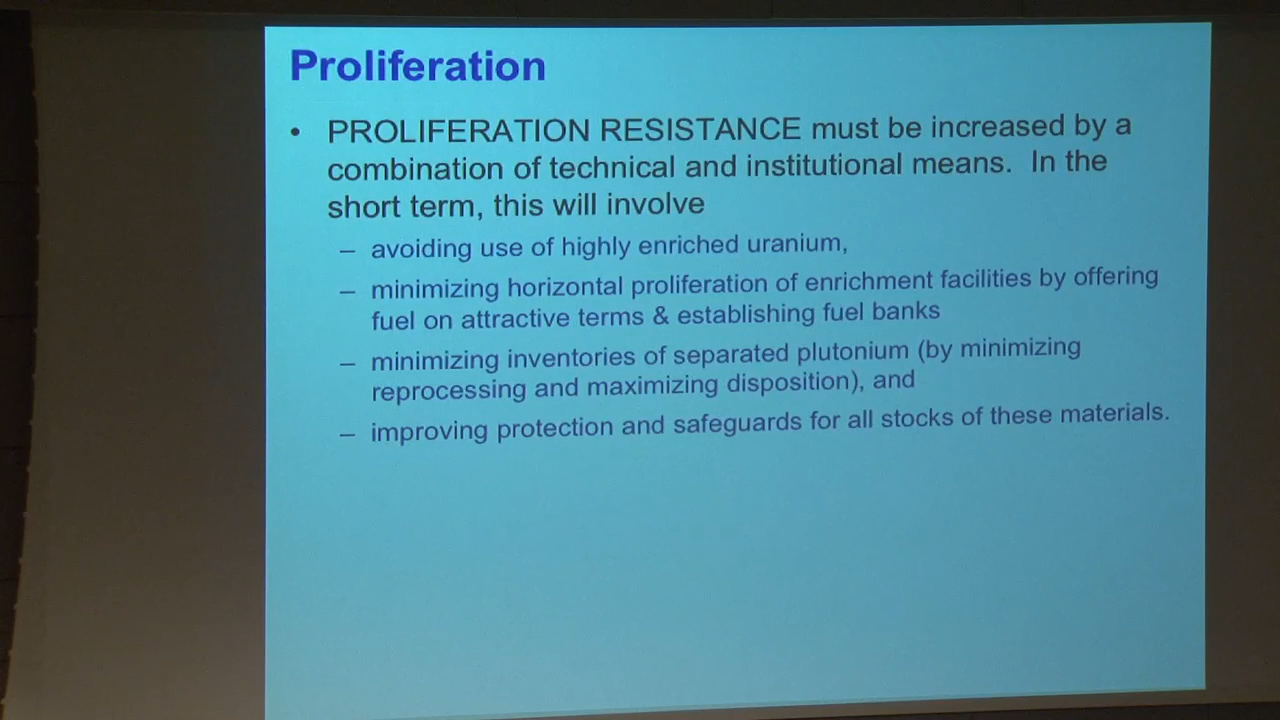 Proliferation
• PROLIFERATION RESISTANCE must be increased by a
combination of technical and institutional means. In the
short term, this will involve
– avoiding use of highly enriched uranium,
– minimizing horizontal proliferation of enrichment facilities by offering
fuel on attractive terms & establishing fuel banks
– minimizing inventories of separated plutonium (by minimizing
reprocessing and maximizing disposition), and
– improving protection and safeguards for all stocks of these materials.